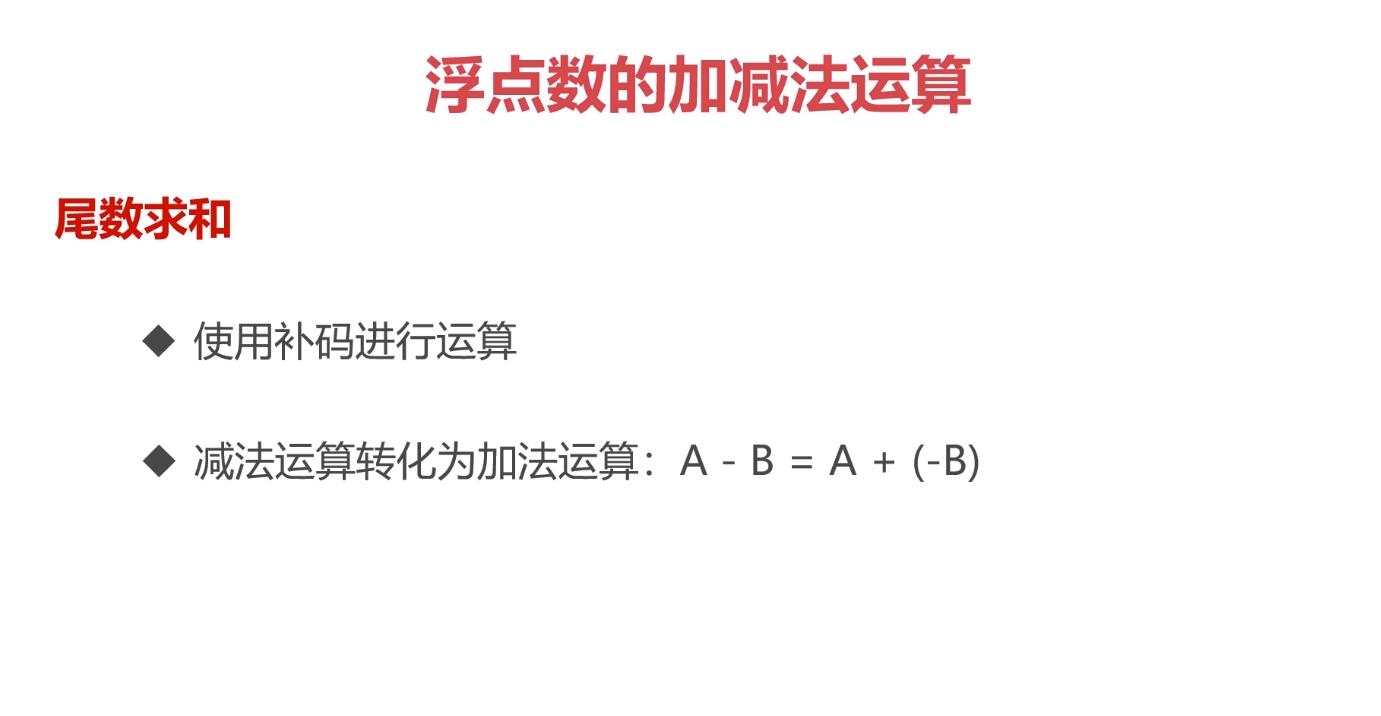 浮点数的加减法运算
尾数求和
◆ 使用补码进行运算
◆ 减法运算转化为加法运算：A - B = A + (-B)